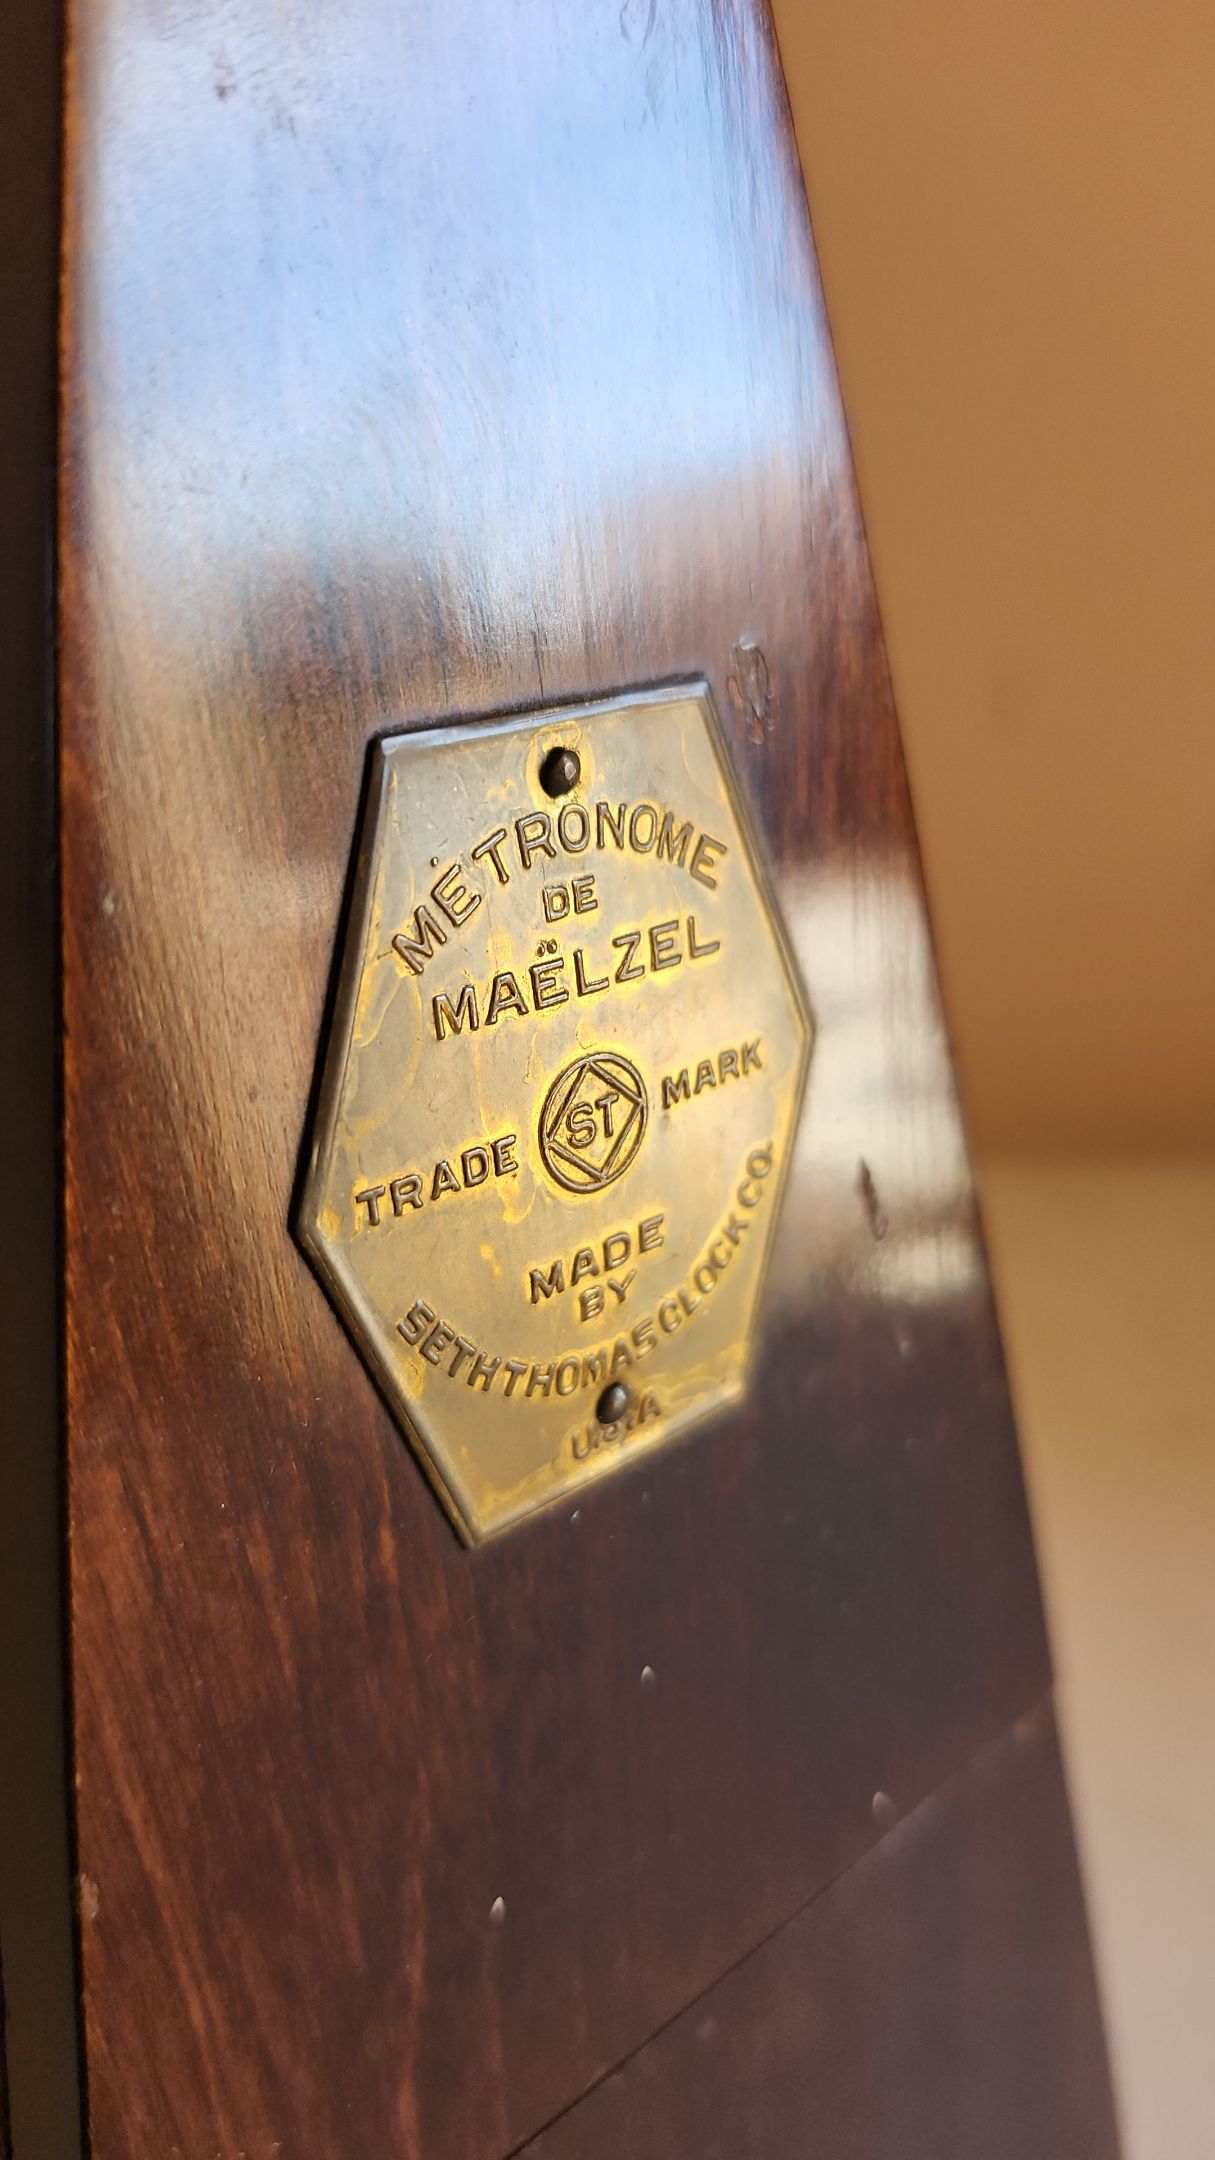 MÉTRONOME
DE
MAËLZEL
TRADE ST MARK
MADE
BY
SETH THOMAS CLOCK CO.
U.S.A